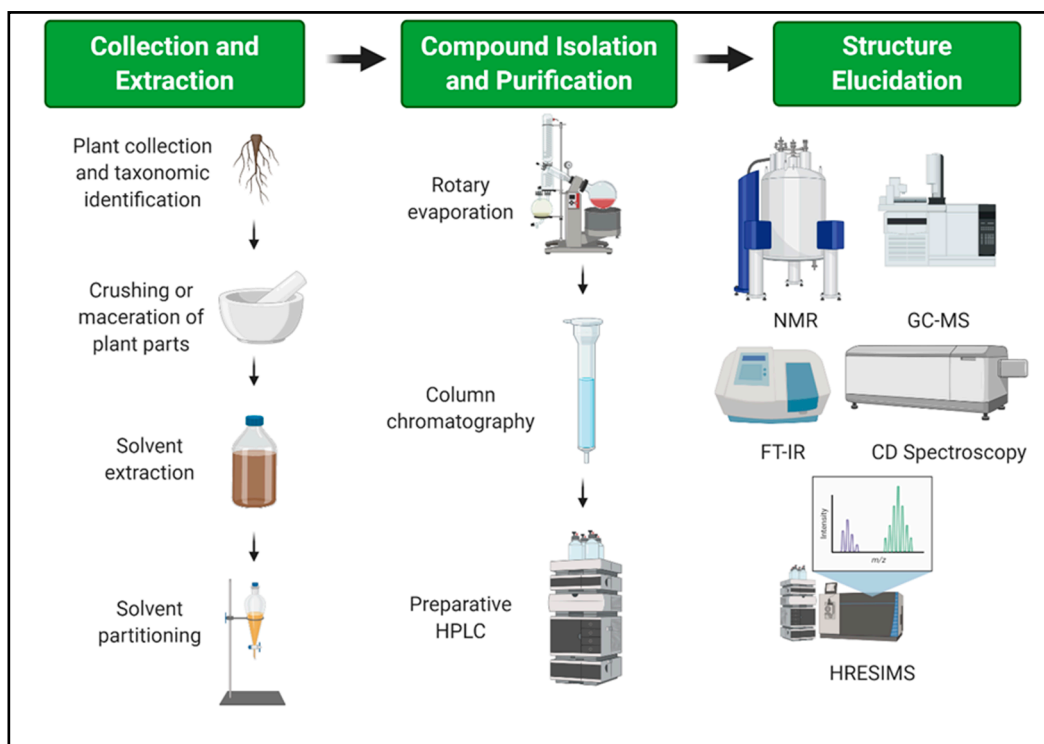 Collection and
Extraction
Compound Isolation
and Purification
Structure
Elucidation
Plant collection
and taxonomic
identification
Crushing or
maceration of
plant parts
Solvent
extraction
Solvent
partitioning
Rotary
evaporation
Column
chromatography
Preparative
HPLC
NMR
GC-MS
FT-IR
CD Spectroscopy
Intensity
m/z
HRESIMS